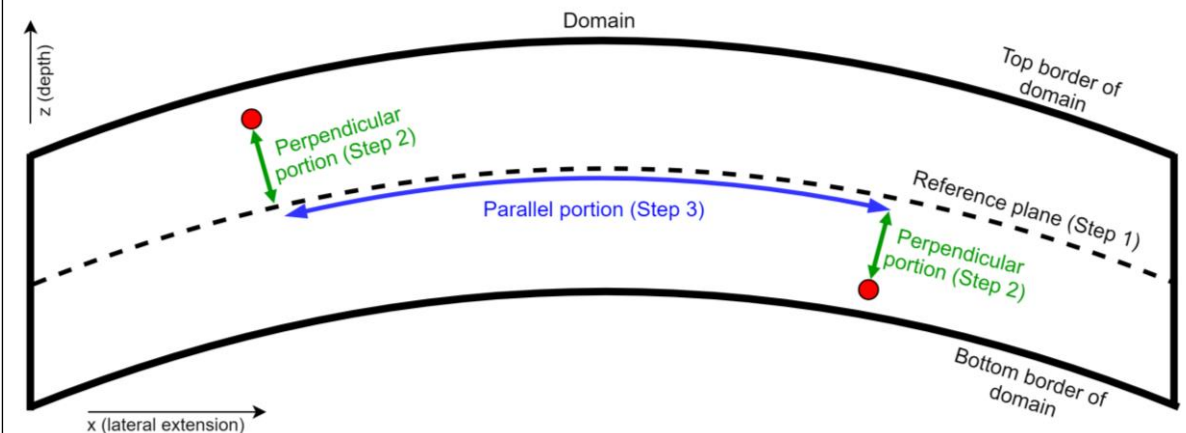 Domain
z (depth)
Top border of
domain
Perpendicular
portion (Step 2)
Reference plane (Step 1)
Parallel portion (Step 3)
Perpendicular
portion (Step 2)
Bottom border of
domain
x (lateral extension)